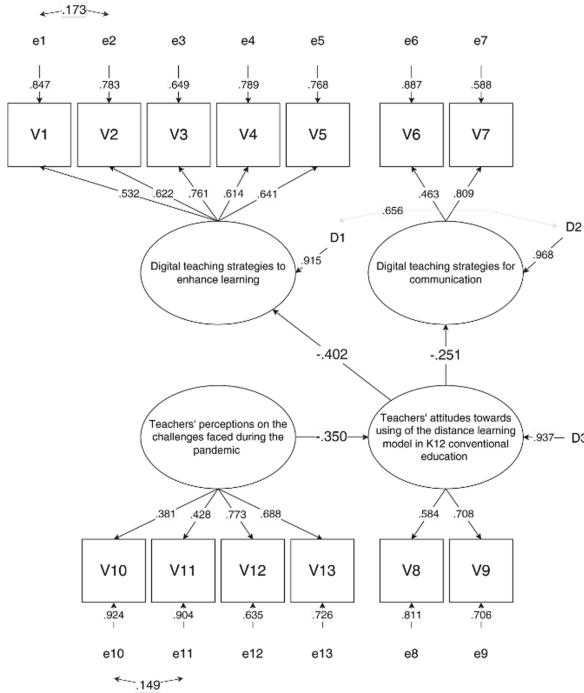 .173
e1 e2 e3 e4 e5 e6 e7
.847 .783 .649 .789 .768 .887 .588
V1 V2 V3 V4 V5 V6 V7
.532 .622 .761 .614 .641 .463 .809
.656
D1 D2
.915 .968
Digital teaching strategies to
enhance learning
Digital teaching strategies for
communication
-.402 -.251
Teachers' perceptions on the
challenges faced during the
pandemic
-.350
Teachers' attitudes towards
using of the distance learning
model in K12 conventional
education
.937 D3
.381 .428 .773 .688 .584 .708
V10 V11 V12 V13 V8 V9
.924 .904 .635 .726 .811 .706
e10 e11 e12 e13 e8 e9
.149